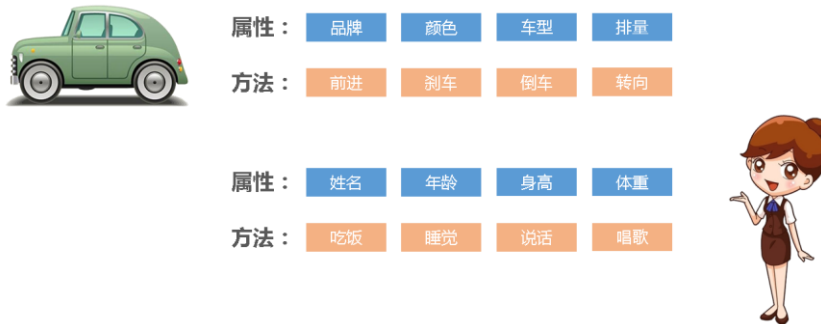 属性： 品牌 颜色 车型 排量
方法： 前进 刹车 倒车 转向
属性： 姓名 年龄 身高 体重
方法： 吃饭 睡觉 说话 唱歌